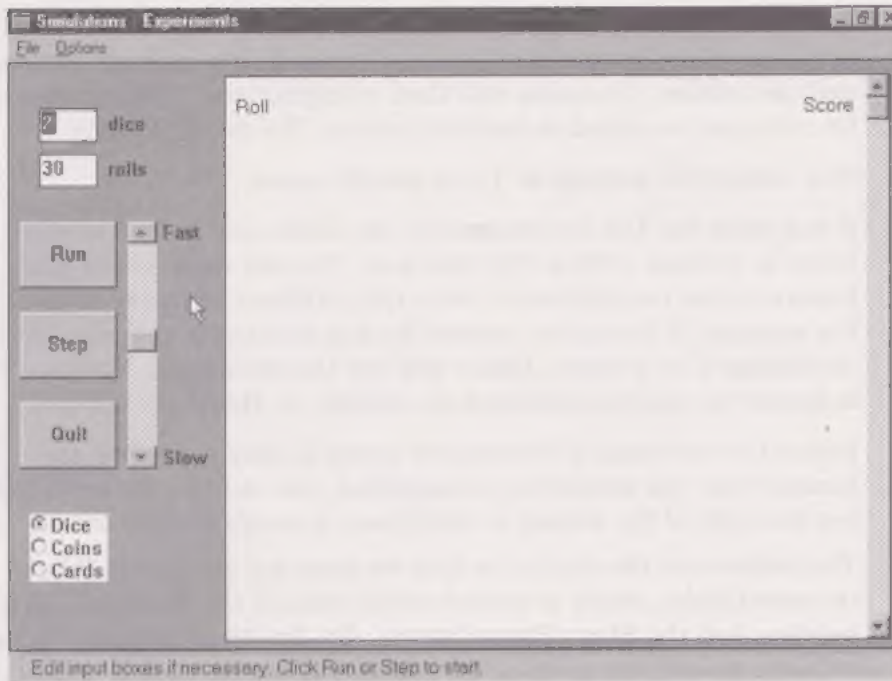 Simulations Experiments
File Options
2 dice
30 rolls
Roll Score
Run
Step
Quit
Fast
Slow
Dice
Coins
Cards
Edit input boxes if necessary. Click Run or Step to start.